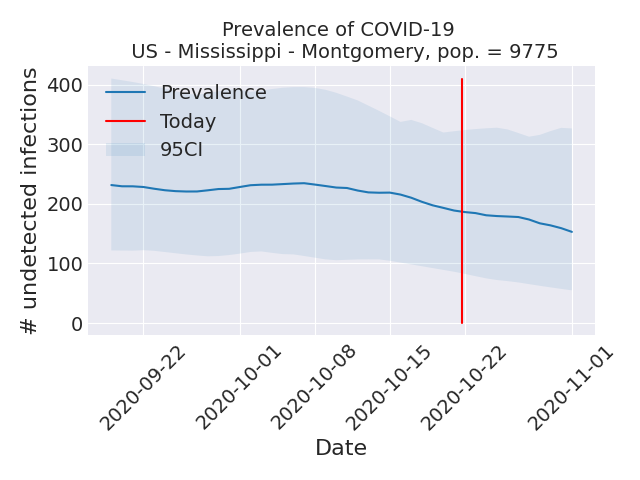 Prevalence of COVID-19
US - Mississippi - Montgomery, pop. = 9775
# undetected infections
400
300
200
100
0
Prevalence
Today
95CI
2020-09-22
2020-10-01
2020-10-08
2020-10-15
2020-10-22
2020-11-01
Date